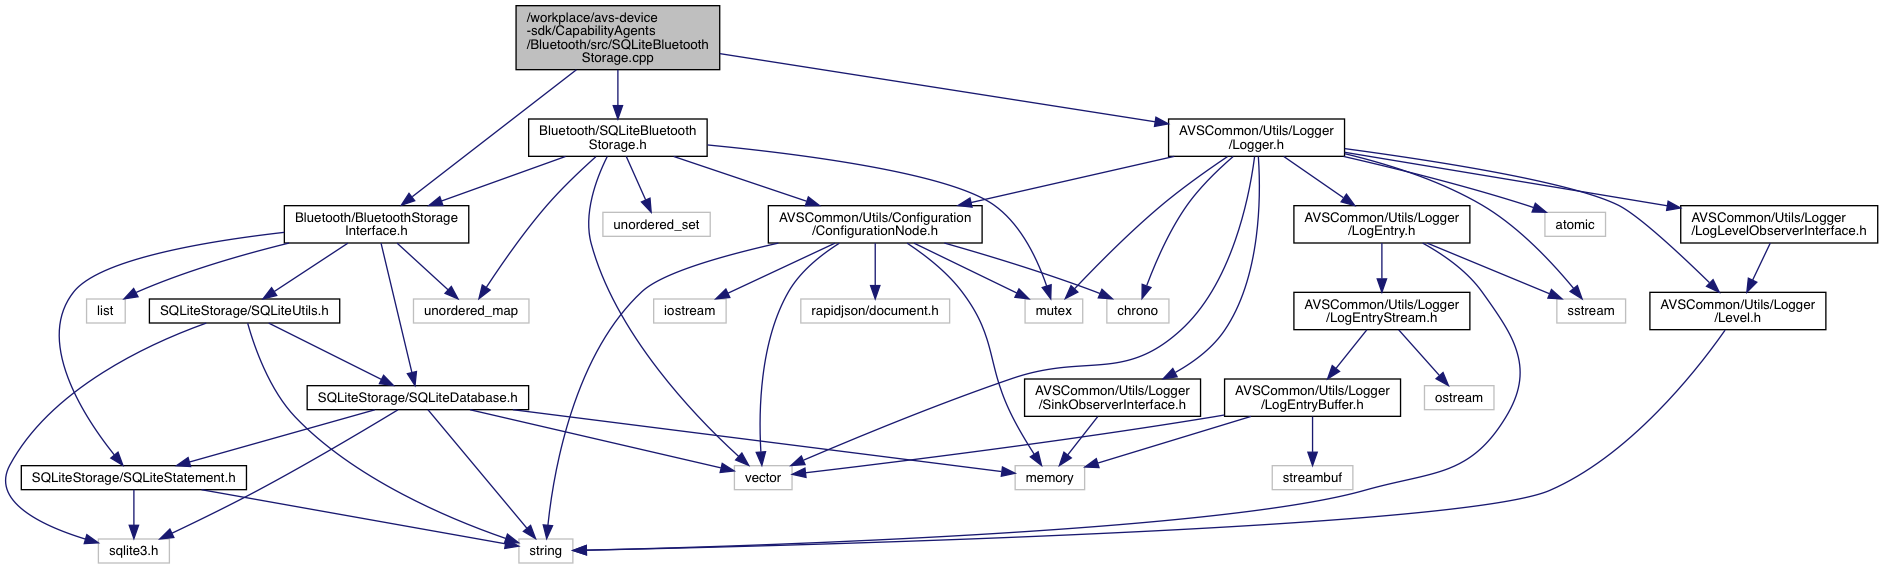 /workplace/avs-device
-sdk/CapabilityAgents
/Bluetooth/src/SQLiteBluetooth
Storage.cpp
Bluetooth/SQLiteBluetooth
Storage.h
AVSCommon/Utils/Logger
/Logger.h
Bluetooth/BluetoothStorage
Interface.h
unordered_set
AVSCommon/Utils/Configuration
/ConfigurationNode.h
AVSCommon/Utils/Logger
/LogEntry.h
atomic
AVSCommon/Utils/Logger
/LogLevelObserverInterface.h
list
SQLiteStorage/SQLiteUtils.h
unordered_map
iostream
rapidjson/document.h
mutex
chrono
AVSCommon/Utils/Logger
/LogEntryStream.h
sstream
AVSCommon/Utils/Logger
/Level.h
SQLiteStorage/SQLiteDatabase.h
AVSCommon/Utils/Logger
/SinkObserverInterface.h
AVSCommon/Utils/Logger
/LogEntryBuffer.h
ostream
SQLiteStorage/SQLiteStatement.h
vector
memory
streambuf
sqlite3.h
string